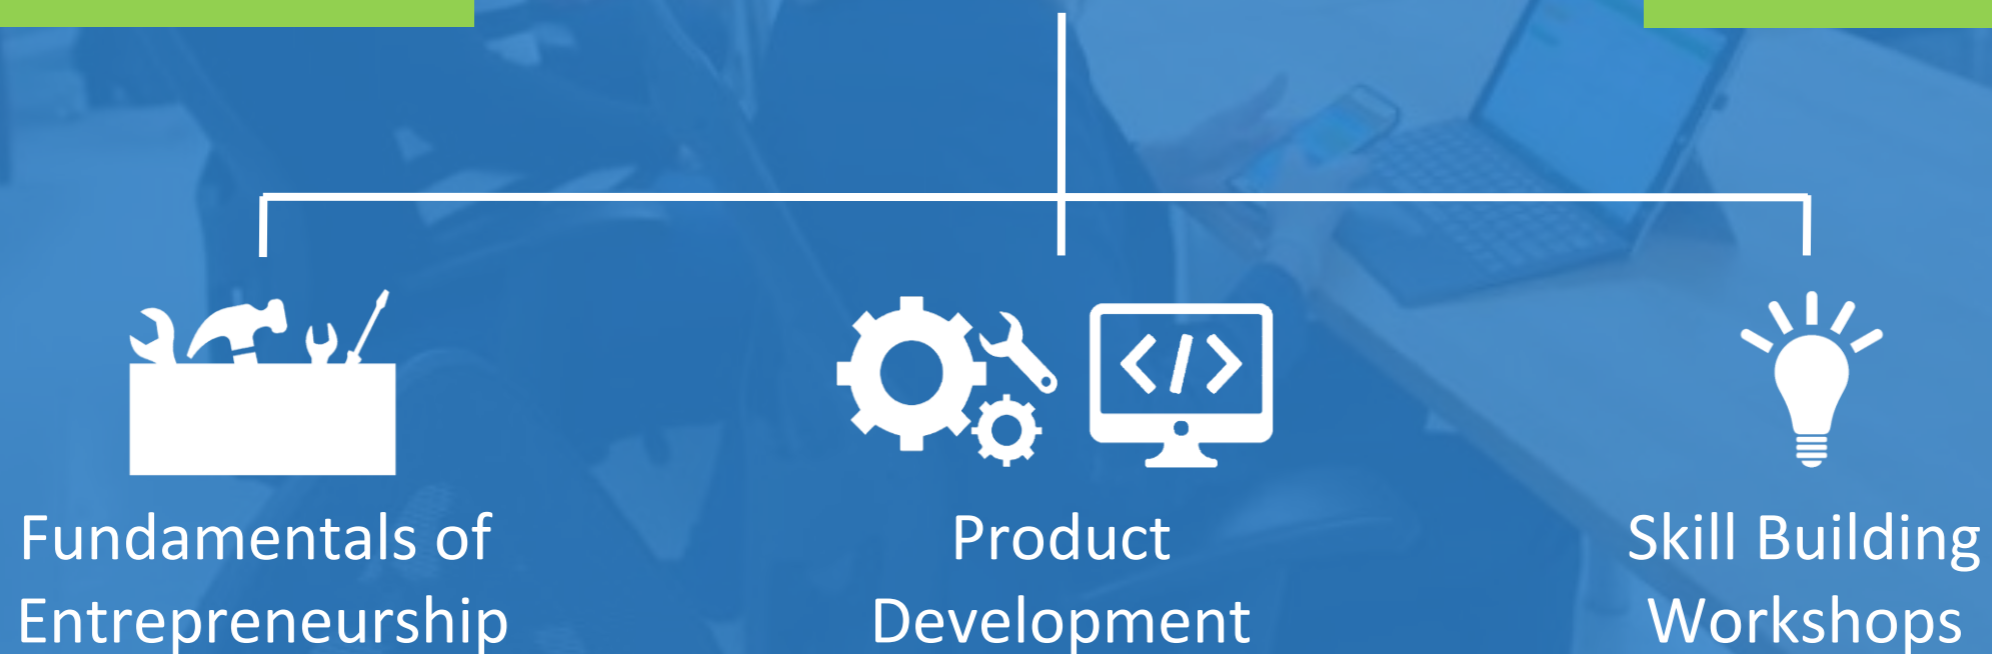 Fundamentals of
Entrepreneurship
Product
Development
Skill Building
Workshops